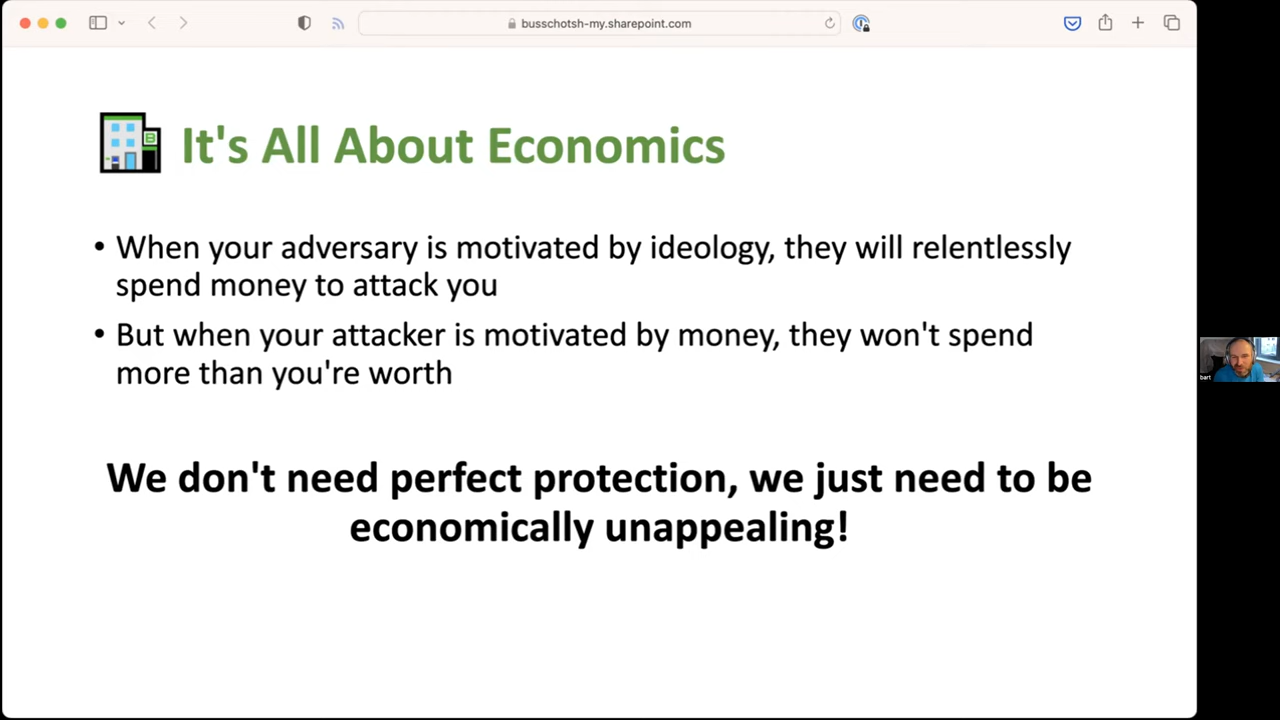 busschotsh-my.sharepoint.com
It's All About Economics
• When your adversary is motivated by ideology, they will relentlessly
spend money to attack you
• But when your attacker is motivated by money, they won't spend
more than you're worth
We don't need perfect protection, we just need to be
economically unappealing!
bart